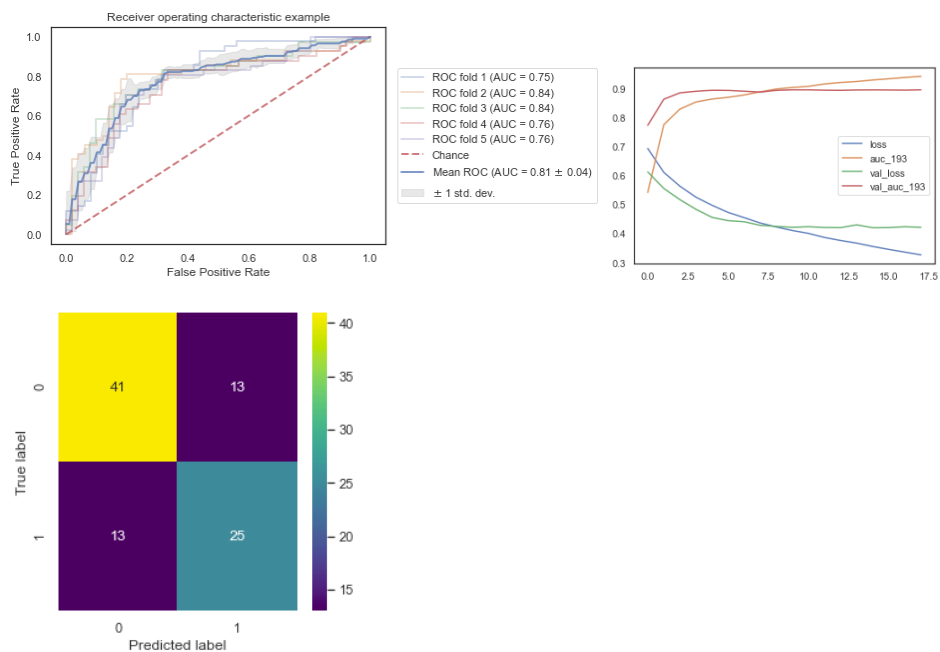 Receiver operating characteristic example
True Positive Rate
1.0
0.8
0.6
0.4
0.2
0.0
0.0 0.2 0.4 0.6 0.8 1.0
False Positive Rate
ROC fold 1 (AUC = 0.75)
ROC fold 2 (AUC = 0.84)
ROC fold 3 (AUC = 0.84)
ROC fold 4 (AUC = 0.76)
ROC fold 5 (AUC = 0.76)
Chance
Mean ROC (AUC = 0.81 ± 0.04)
± 1 std. dev.
0.9
0.8
0.7
0.6
0.5
0.4
0.3
0.0 2.5 5.0 7.5 10.0 12.5 15.0 17.5
loss
auc_193
val_loss
val_auc_193
True label
0
1
41 13
13 25
0 1
Predicted label
40
35
30
25
20
15